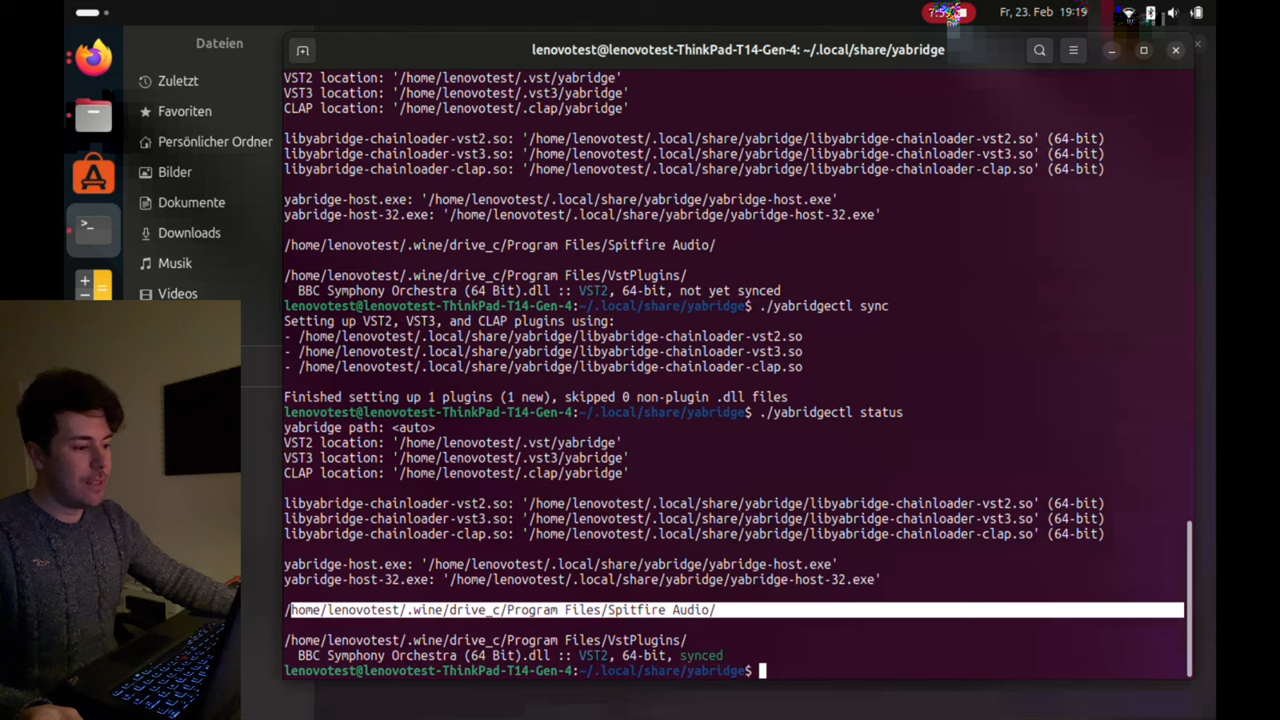 Fr, 23. Feb 19:19
Dateien
lenovotest@lenovotest-ThinkPad-T14-Gen-4: ~/.local/share/yabridge
Zuletzt
Favoriten
Persönlicher Ordner
Bilder
Dokumente
Downloads
Musik
Videos
VST2 location: '/home/lenovotest/.vst/yabridge'
VST3 location: '/home/lenovotest/.vst3/yabridge'
CLAP location: '/home/lenovotest/.clap/yabridge'
libyabridge-chainloader-vst2.so: '/home/lenovotest/.local/share/yabridge/libyabridge-chainloader-vst2.so' (64-bit)
libyabridge-chainloader-vst3.so: '/home/lenovotest/.local/share/yabridge/libyabridge-chainloader-vst3.so' (64-bit)
libyabridge-chainloader-clap.so: '/home/lenovotest/.local/share/yabridge/libyabridge-chainloader-clap.so' (64-bit)
yabridge-host.exe: '/home/lenovotest/.local/share/yabridge/yabridge-host.exe'
yabridge-host-32.exe: '/home/lenovotest/.local/share/yabridge/yabridge-host-32.exe'
/home/lenovotest/.wine/drive_c/Program Files/Spitfire Audio/
/home/lenovotest/.wine/drive_c/Program Files/VstPlugins/
BBC Symphony Orchestra (64 Bit).dll :: VST2, 64-bit, not yet synced
lenovotest@lenovotest-ThinkPad-T14-Gen-4:~/.local/share/yabridge$ ./yabridgectl sync
Setting up VST2, VST3, and CLAP plugins using:
- /home/lenovotest/.local/share/yabridge/libyabridge-chainloader-vst2.so
- /home/lenovotest/.local/share/yabridge/libyabridge-chainloader-vst3.so
- /home/lenovotest/.local/share/yabridge/libyabridge-chainloader-clap.so
Finished setting up 1 plugins (1 new), skipped 0 non-plugin .dll files
lenovotest@lenovotest-ThinkPad-T14-Gen-4:~/.local/share/yabridge$ ./yabridgectl status
yabridge path: <auto>
VST2 location: '/home/lenovotest/.vst/yabridge'
VST3 location: '/home/lenovotest/.vst3/yabridge'
CLAP location: '/home/lenovotest/.clap/yabridge'
libyabridge-chainloader-vst2.so: '/home/lenovotest/.local/share/yabridge/libyabridge-chainloader-vst2.so' (64-bit)
libyabridge-chainloader-vst3.so: '/home/lenovotest/.local/share/yabridge/libyabridge-chainloader-vst3.so' (64-bit)
libyabridge-chainloader-clap.so: '/home/lenovotest/.local/share/yabridge/libyabridge-chainloader-clap.so' (64-bit)
yabridge-host.exe: '/home/lenovotest/.local/share/yabridge/yabridge-host.exe'
yabridge-host-32.exe: '/home/lenovotest/.local/share/yabridge/yabridge-host-32.exe'
/home/lenovotest/.wine/drive_c/Program Files/Spitfire Audio/
/home/lenovotest/.wine/drive_c/Program Files/VstPlugins/
BBC Symphony Orchestra (64 Bit).dll :: VST2, 64-bit, synced
lenovotest@lenovotest-ThinkPad-T14-Gen-4:~/.local/share/yabridge$